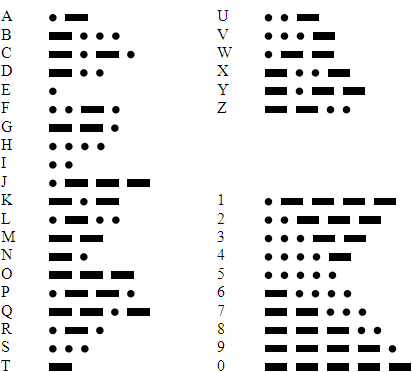 A • ▬
B ▬ • • •
C ▬ • ▬ •
D ▬ • •
E •
F • • ▬ •
G ▬ ▬ •
H • • • •
I • •
J • ▬ ▬ ▬
K ▬ • ▬
L • ▬ • •
M ▬ ▬
N ▬ •
O ▬ ▬ ▬
P • ▬ ▬ •
Q ▬ ▬ • ▬
R • ▬ •
S • • •
T ▬
U • • ▬
V • • • ▬
W • ▬ ▬
X ▬ • • ▬
Y ▬ • ▬ ▬
Z ▬ ▬ • •
1 • ▬ ▬ ▬ ▬
2 • • ▬ ▬ ▬
3 • • • ▬ ▬
4 • • • • ▬
5 • • • • •
6 ▬ • • • •
7 ▬ ▬ • • •
8 ▬ ▬ ▬ • •
9 ▬ ▬ ▬ ▬ •
0 ▬ ▬ ▬ ▬ ▬